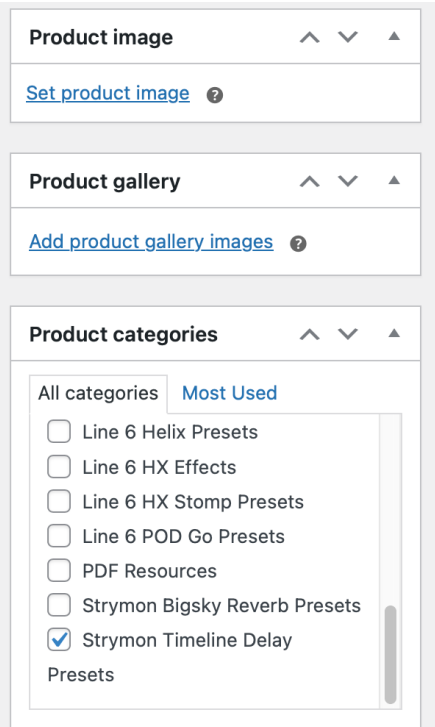 Product image
Set product image ?
Product gallery
Add product gallery images ?
Product categories
All categories Most Used
Line 6 Helix Presets
Line 6 HX Effects
Line 6 HX Stomp Presets
Line 6 POD Go Presets
PDF Resources
Strymon Bigsky Reverb Presets
Strymon Timeline Delay
Presets